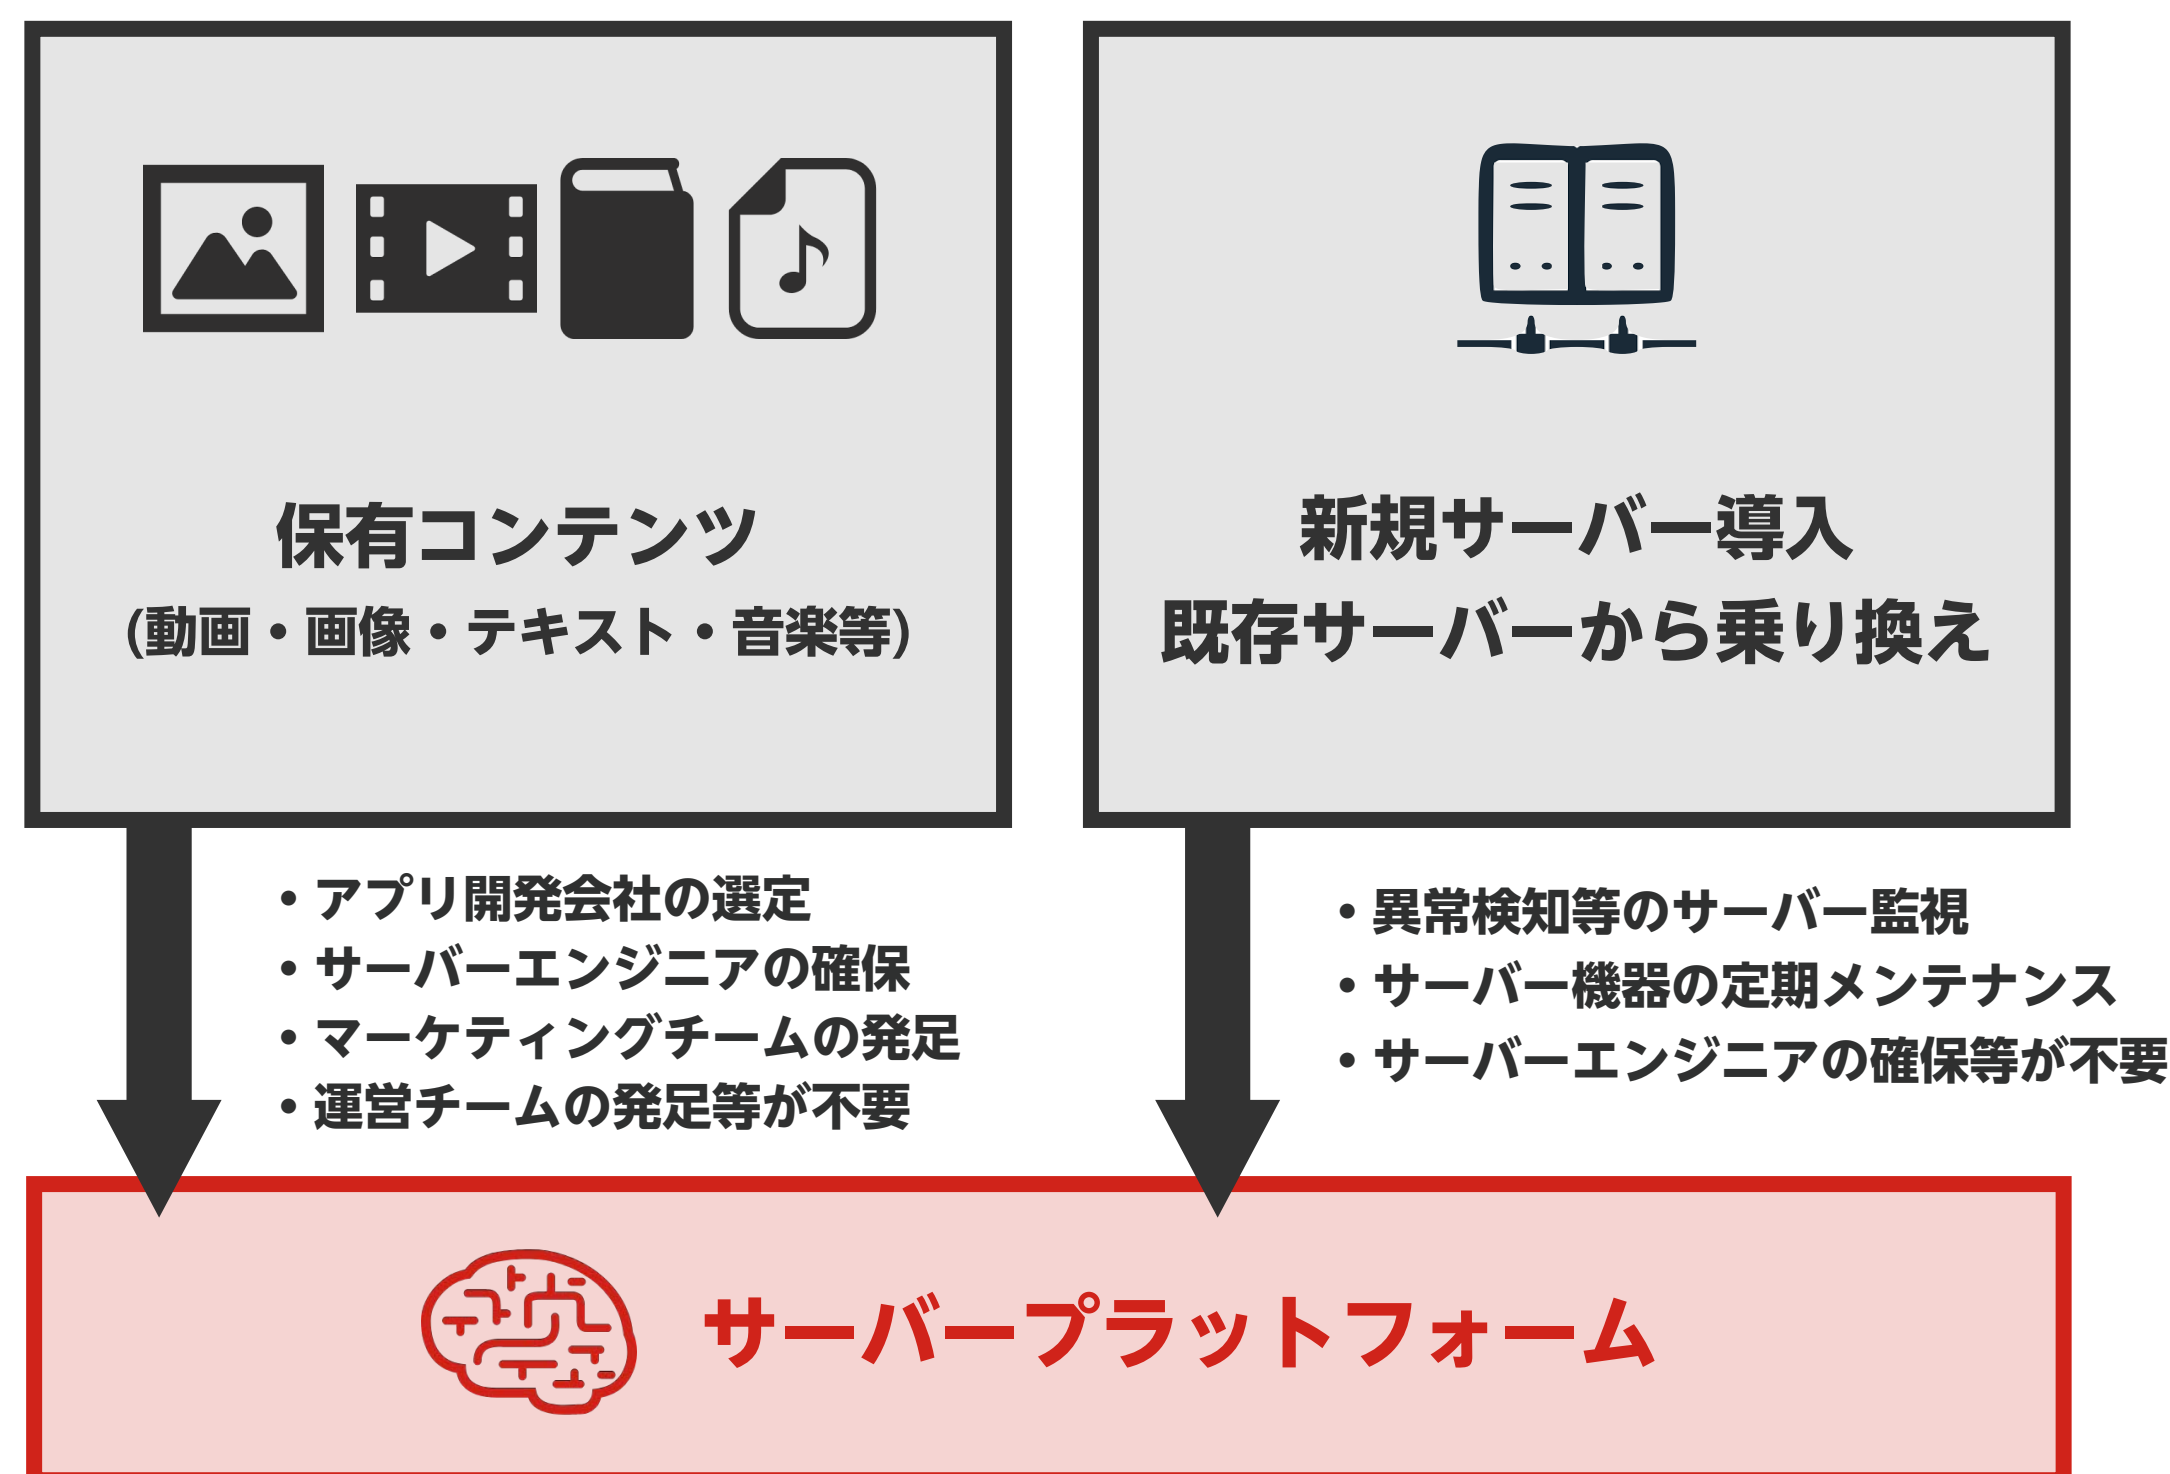 保有コンテンツ
(動画・画像・テキスト・音楽等)
新規サーバー導入
既存サーバーから乗り換え
・アプリ開発会社の選定
・サーバーエンジニアの確保
・マーケティングチームの発足
・運営チームの発足等が不要
・異常検知等のサーバー監視
・サーバー機器の定期メンテナンス
・サーバーエンジニアの確保等が不要
サーバープラットフォーム